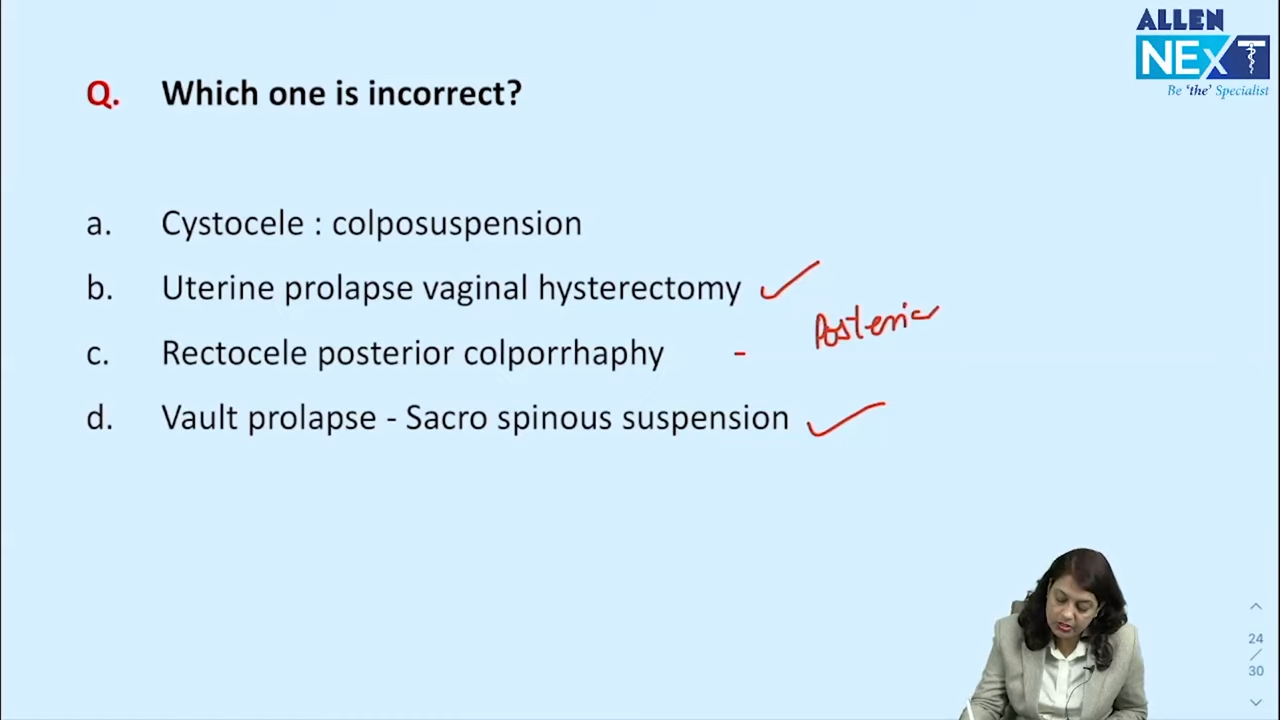 ALLEN
NExT
Be 'the' Specialist
Q. Which one is incorrect?
a. Cystocele : colposuspension
b. Uterine prolapse vaginal hysterectomy
c. Rectocele posterior colporrhaphy - Posterior
d. Vault prolapse - Sacro spinous suspension
24
/
30